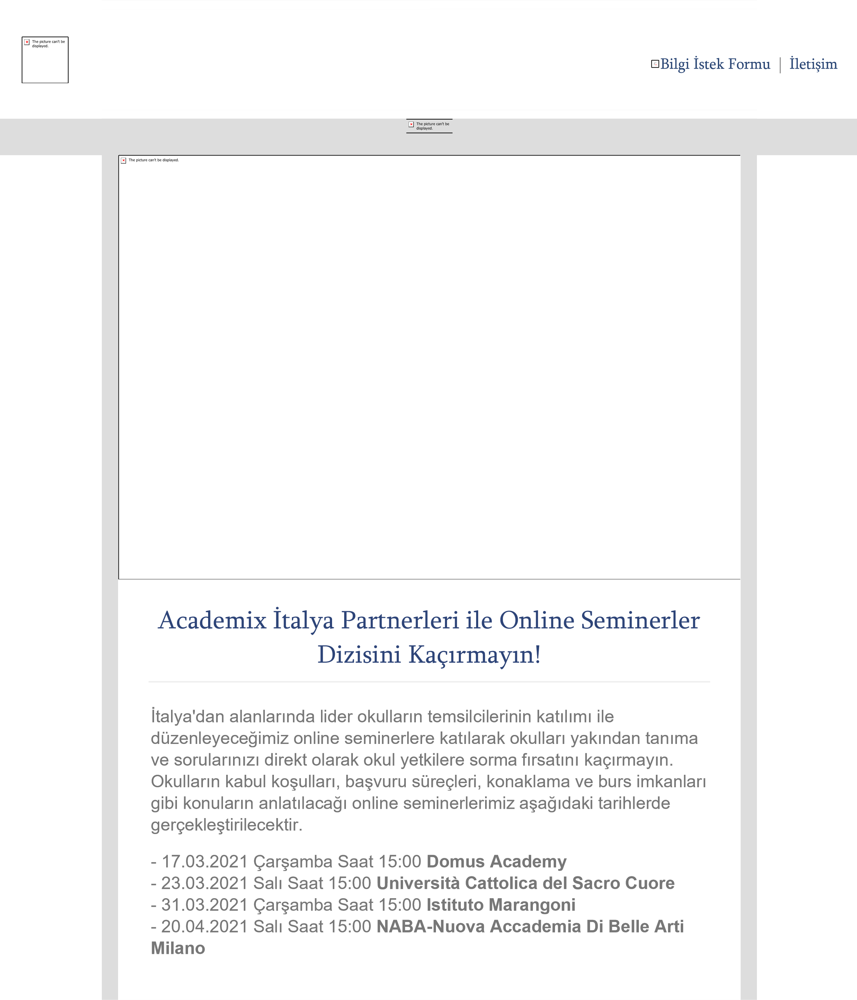 The picture can't be
displayed.
Bilgi İstek Formu | İletişim
The picture can't be
displayed.
The picture can't be displayed.
Academix İtalya Partnerleri ile Online Seminerler
Dizisini Kaçırmayın!
İtalya'dan alanlarında lider okulların temsilcilerinin katılımı ile
düzenleyeceğimiz online seminerlere katılarak okulları yakından tanıma
ve sorularınızı direkt olarak okul yetkilere sorma fırsatını kaçırmayın.
Okulların kabul koşulları, başvuru süreçleri, konaklama ve burs imkanları
gibi konuların anlatılacağı online seminerlerimiz aşağıdaki tarihlerde
gerçekleştirilecektir.
- 17.03.2021 Çarşamba Saat 15:00 Domus Academy
- 23.03.2021 Salı Saat 15:00 Università Cattolica del Sacro Cuore
- 31.03.2021 Çarşamba Saat 15:00 Istituto Marangoni
- 20.04.2021 Salı Saat 15:00 NABA-Nuova Accademia Di Belle Arti
Milano